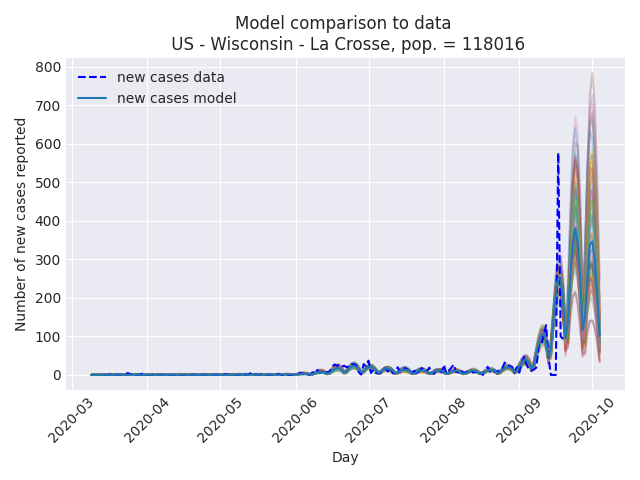 Model comparison to data
US - Wisconsin - La Crosse, pop. = 118016
new cases data
new cases model
Number of new cases reported
800
700
600
500
400
300
200
100
0
2020-03
2020-04
2020-05
2020-06
2020-07
2020-08
2020-09
2020-10
Day